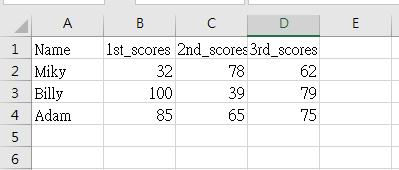 A B C D E
1 Name 1st_scores 2nd_scores 3rd_scores
2 Miky 32 78 62
3 Billy 100 39 79
4 Adam 85 65 75
5
6